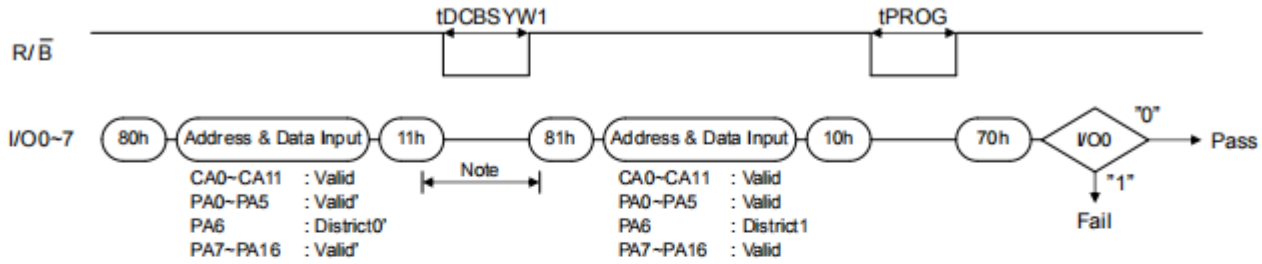 tDCBSYW1 tPROG
R/B̅
I/O0~7 80h Address & Data Input 11h 81h Address & Data Input 10h 70h I/O0 "0" Pass
Note
"1"
Fail
CA0~CA11 : Valid
PA0~PA5 : Valid'
PA6 : District0'
PA7~PA16 : Valid'
CA0~CA11 : Valid
PA0~PA5 : Valid
PA6 : District1
PA7~PA16 : Valid